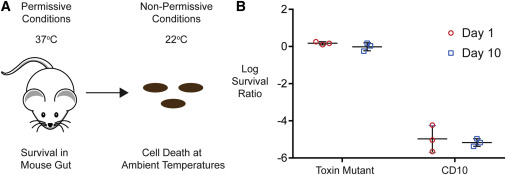 A
Permissive
Conditions
37°C
Non-Permissive
Conditions
22°C
Survival in
Mouse Gut
Cell Death at
Ambient Temperatures
B
Log
Survival
Ratio
2
0
-2
-4
-6
Day 1
Day 10
Toxin Mutant
CD10